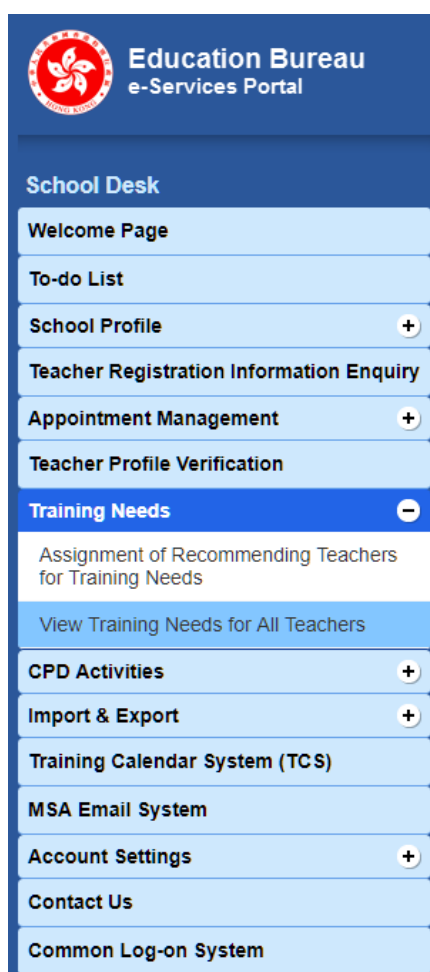 Education Bureau
e-Services Portal
HONG KONG
School Desk
Welcome Page
To-do List
School Profile
Teacher Registration Information Enquiry
Appointment Management
Teacher Profile Verification
Training Needs
Assignment of Recommending Teachers
for Training Needs
View Training Needs for All Teachers
CPD Activities
Import & Export
Training Calendar System (TCS)
MSA Email System
Account Settings
Contact Us
Common Log-on System